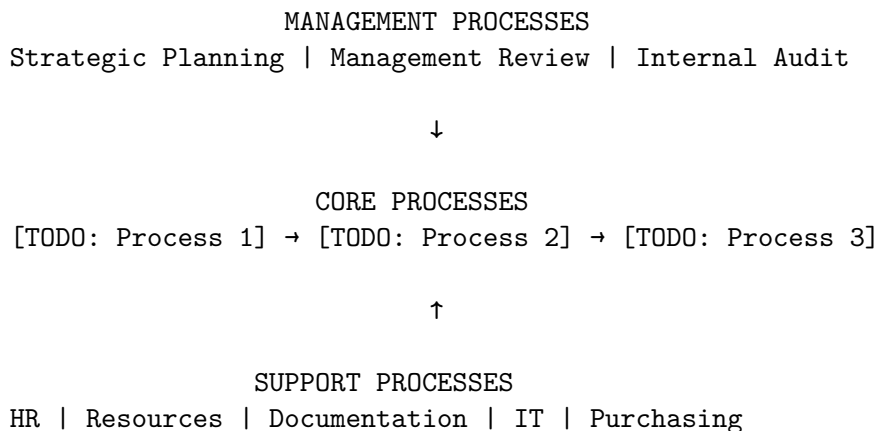 MANAGEMENT PROCESSES
Strategic Planning | Management Review | Internal Audit
↓
CORE PROCESSES
[TODO: Process 1] → [TODO: Process 2] → [TODO: Process 3]
↑
SUPPORT PROCESSES
HR | Resources | Documentation | IT | Purchasing